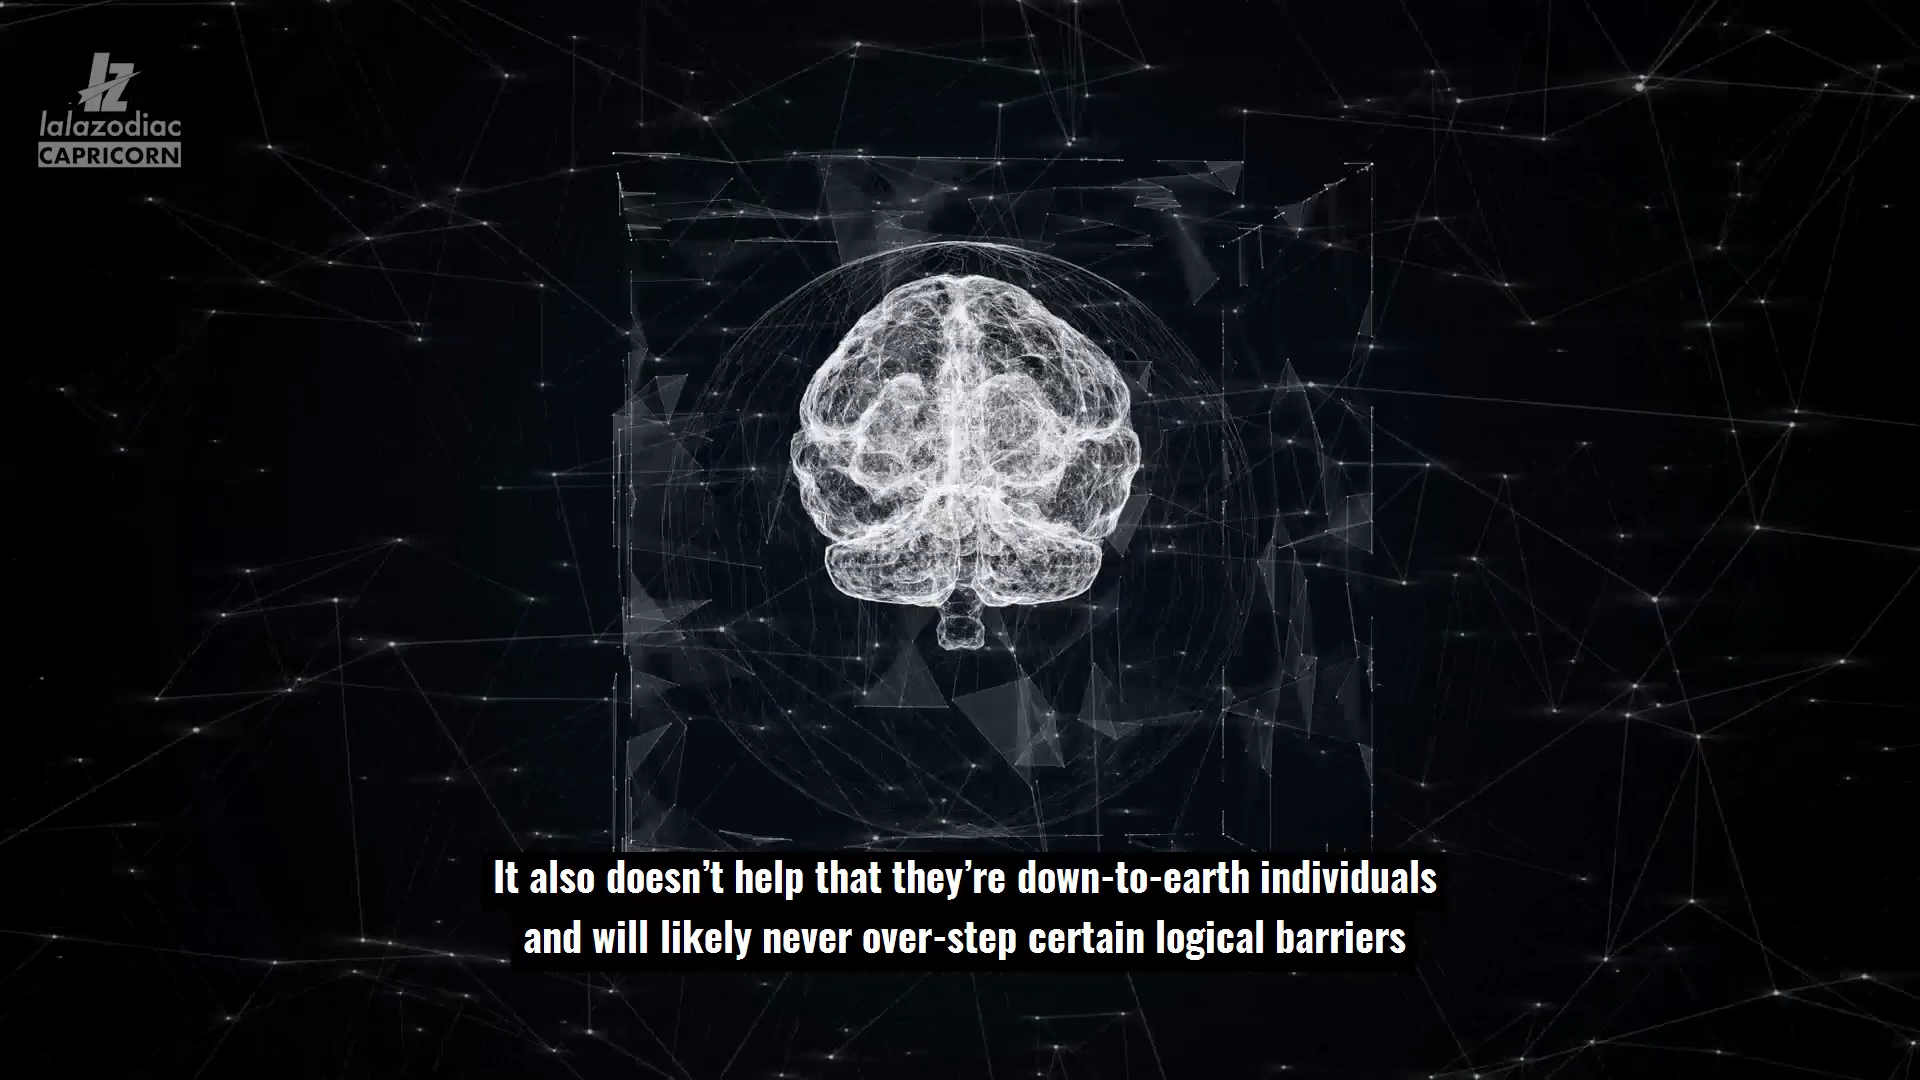 lz
lalazodiac
CAPRICORN
It also doesn’t help that they’re down-to-earth individuals
and will likely never over-step certain logical barriers